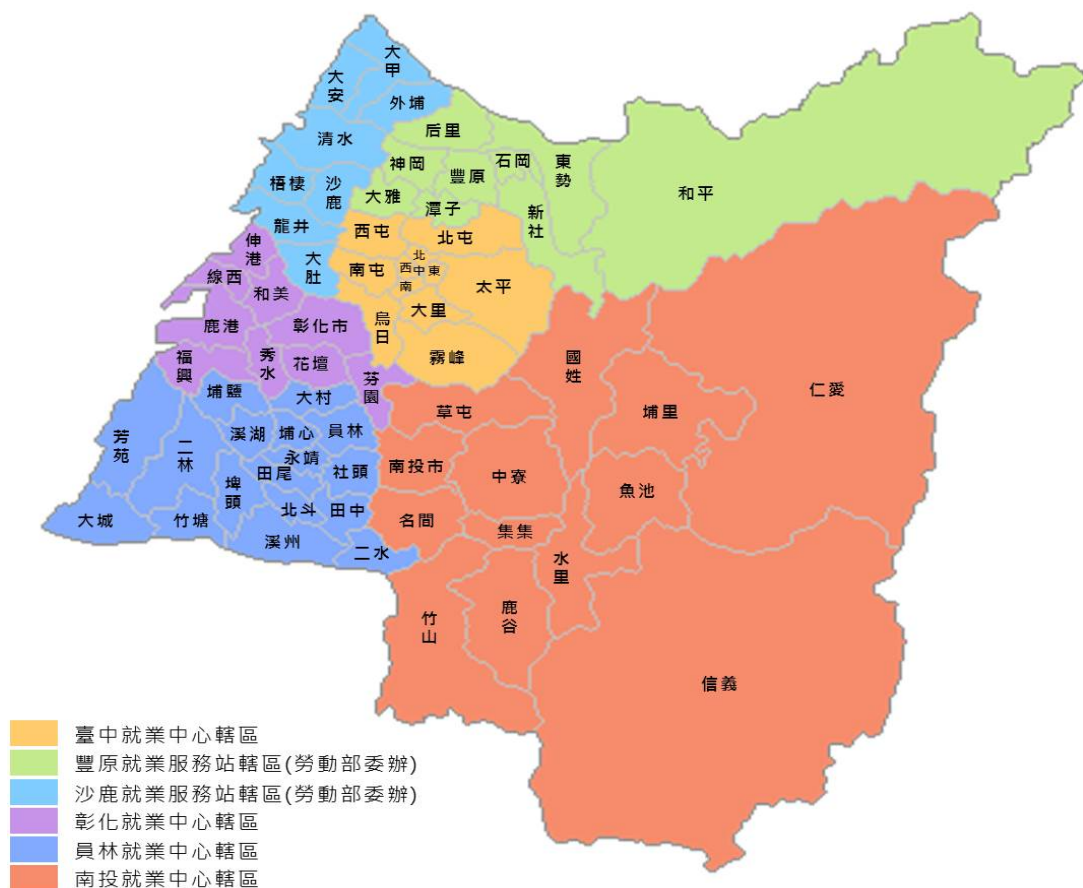 大甲
大安
外埔
清水
后里
神岡
石岡
東勢
豐原
和平
梧棲
沙鹿
大雅
潭子
新社
龍井
西屯
北屯
伸港
大肚
南屯
北
西中東
南
太平
線西
和美
大里
烏日
鹿港
彰化市
霧峰
國姓
福興
秀水
花壇
芬園
仁愛
埔鹽
大村
草屯
埔里
芳苑
二林
溪湖
埔心
員林
永靖
南投市
中寮
田尾
社頭
魚池
埤頭
北斗
田中
大城
竹塘
名間
集集
溪州
二水
水里
竹山
鹿谷
信義
臺中就業中心轄區
豐原就業服務站轄區(勞動部委辦)
沙鹿就業服務站轄區(勞動部委辦)
彰化就業中心轄區
員林就業中心轄區
南投就業中心轄區